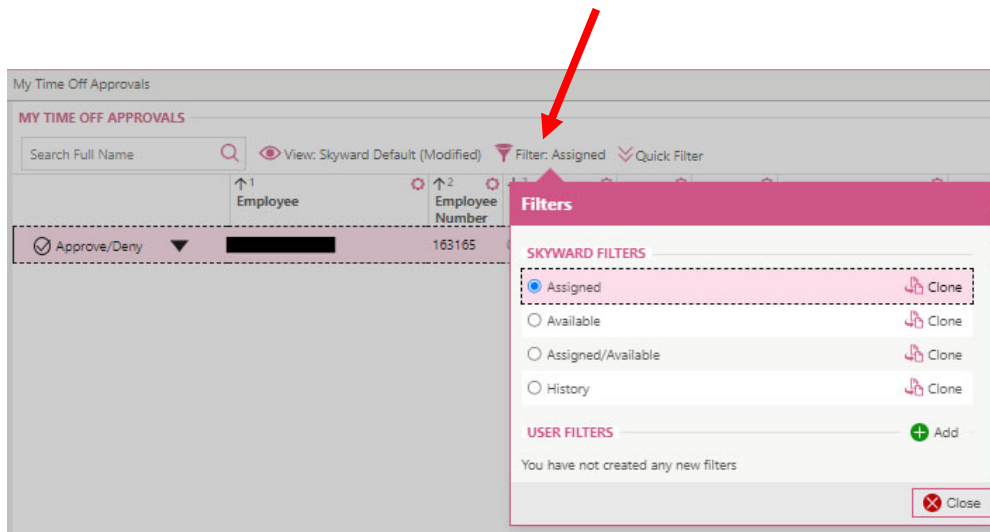 My Time Off Approvals
MY TIME OFF APPROVALS
Search Full Name View: Skyward Default (Modified) Filter: Assigned Quick Filter
1 2
Employee Employee
Number
Approve/Deny 163165
Filters
SKYWARD FILTERS
Assigned Clone
Available Clone
Assigned/Available Clone
History Clone
USER FILTERS Add
You have not created any new filters
Close